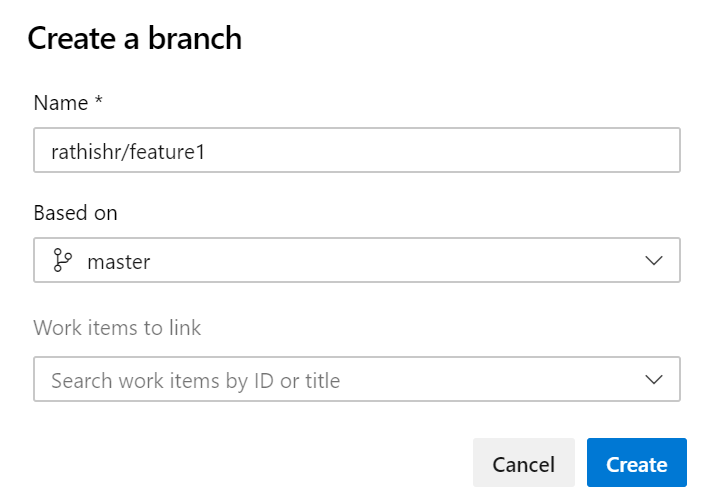 Create a branch
Name *
rathishr/feature1
Based on
master
Work items to link
Search work items by ID or title
Cancel
Create